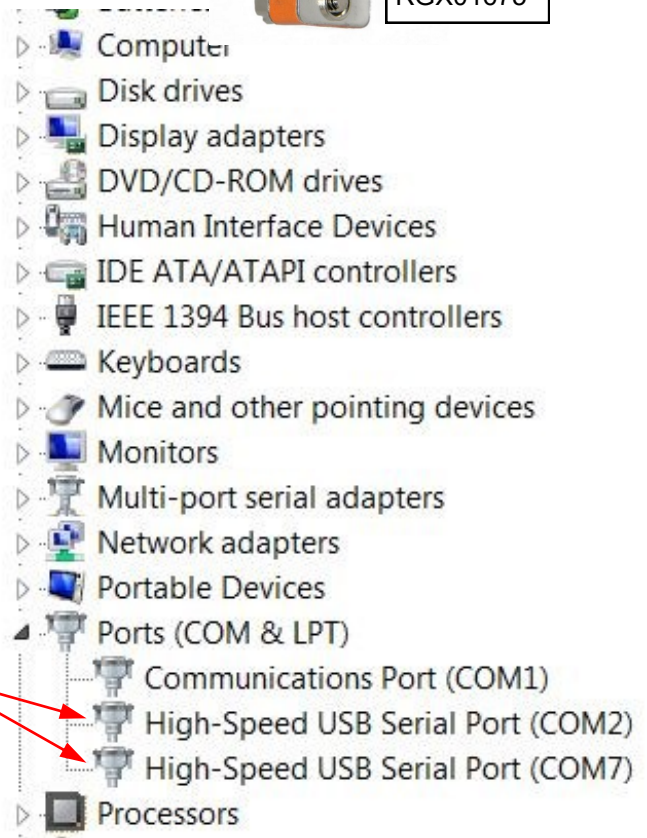 Computer
Disk drives
Display adapters
DVD/CD-ROM drives
Human Interface Devices
IDE ATA/ATAPI controllers
IEEE 1394 Bus host controllers
Keyboards
Mice and other pointing devices
Monitors
Multi-port serial adapters
Network adapters
Portable Devices
Ports (COM & LPT)
Communications Port (COM1)
High-Speed USB Serial Port (COM2)
High-Speed USB Serial Port (COM7)
Processors